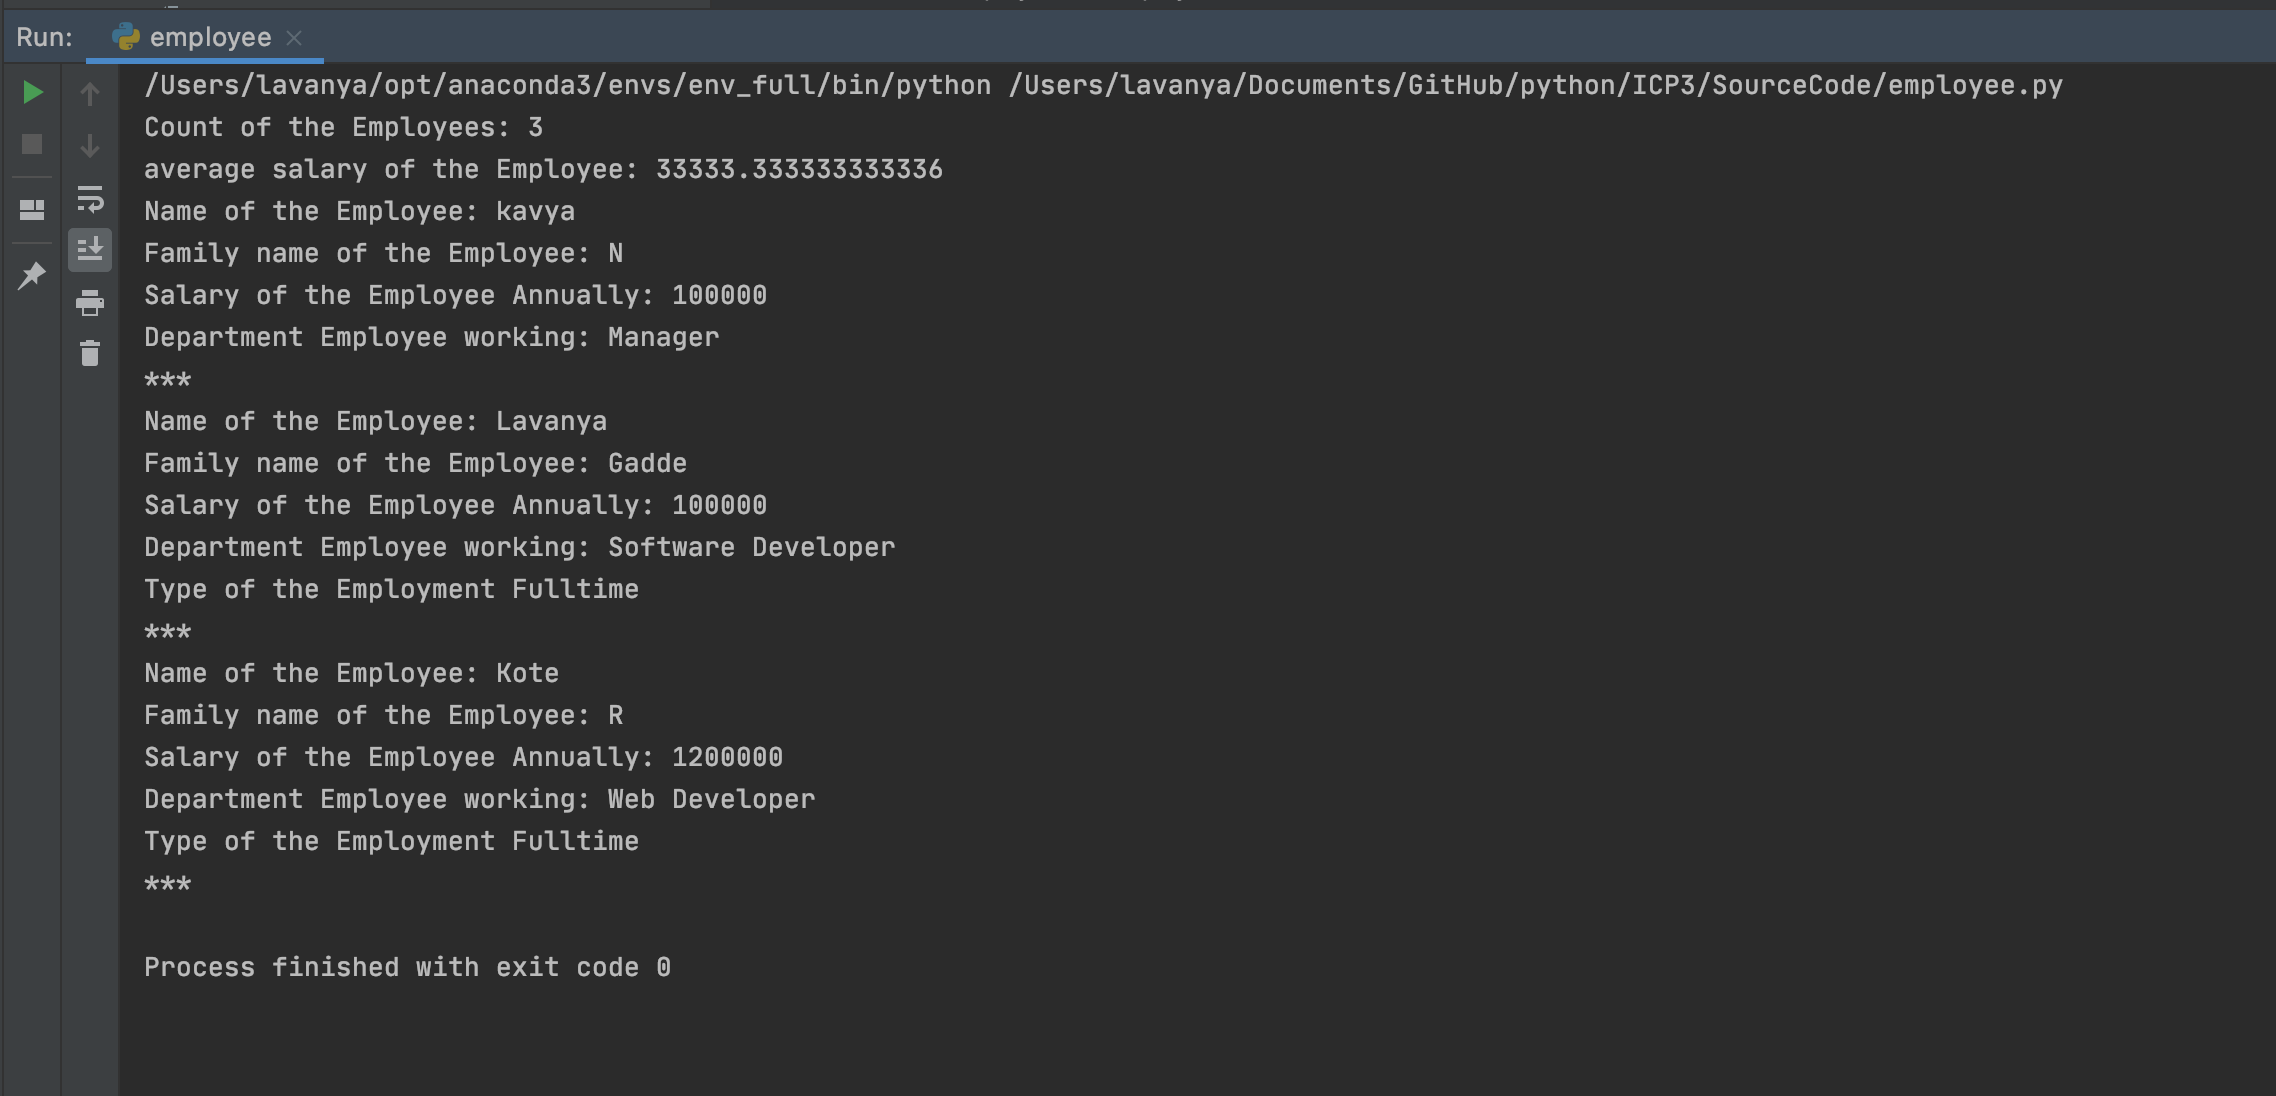 Run: employee
/Users/lavanya/opt/anaconda3/envs/env_full/bin/python /Users/lavanya/Documents/GitHub/python/ICP3/SourceCode/employee.py
Count of the Employees: 3
average salary of the Employee: 33333.333333333336
Name of the Employee: kavya
Family name of the Employee: N
Salary of the Employee Annually: 100000
Department Employee working: Manager
***
Name of the Employee: Lavanya
Family name of the Employee: Gadde
Salary of the Employee Annually: 100000
Department Employee working: Software Developer
Type of the Employment Fulltime
***
Name of the Employee: Kote
Family name of the Employee: R
Salary of the Employee Annually: 1200000
Department Employee working: Web Developer
Type of the Employment Fulltime
***
Process finished with exit code 0